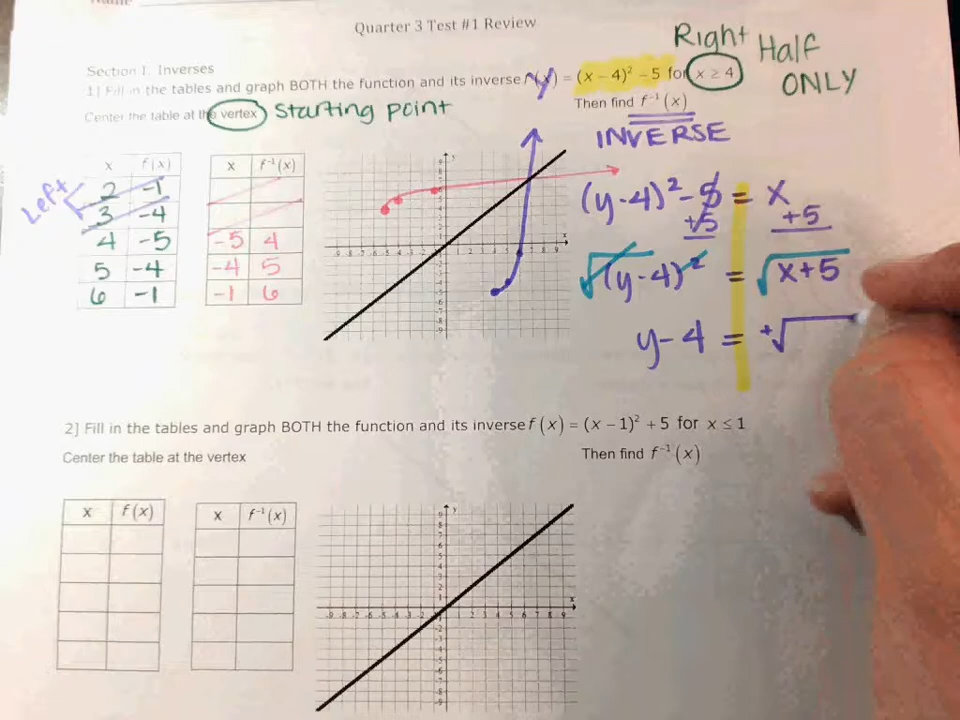 Quarter 3 Test #1 Review
Right Half
ONLY
Section I. Inverses
1] Fill in the tables and graph BOTH the function and its inverse f(x) = (x − 4)² − 5 for x ≥ 4
Center the table at the vertex Starting point
Then find f⁻¹(x)
INVERSE
Left
x f(x)
2 -1
3 -4
4 -5
5 -4
6 -1
x f⁻¹(x)
-5 4
-4 5
-1 6
(y-4)²-5 = x
+5 +5
√(y-4)² = √x+5
y-4 = +√
2] Fill in the tables and graph BOTH the function and its inverse f(x) = (x − 1)² + 5 for x ≤ 1
Center the table at the vertex
Then find f⁻¹(x)
x f(x)
x f⁻¹(x)